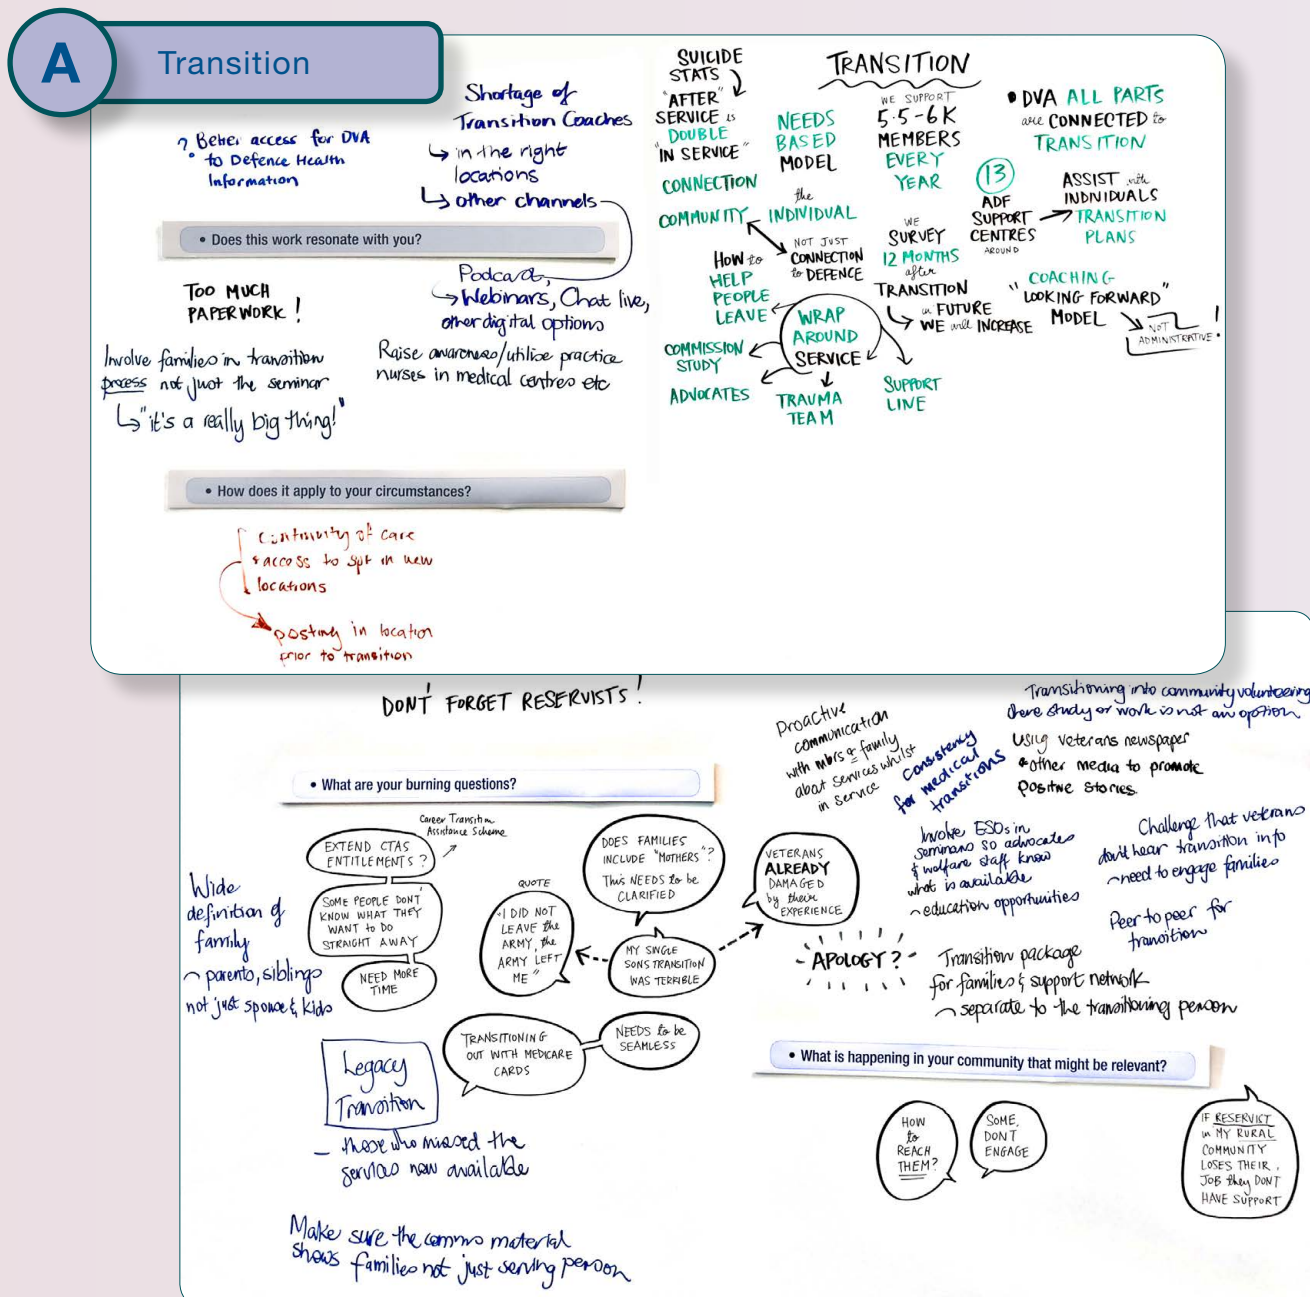 A
Transition
? Better access for DVA
to Defence Health
Information
Shortage of
Transition Coaches
↳ in the right
locations
↳ other channels
• Does this work resonate with you?
TOO MUCH
PAPERWORK !
Podcast,
↳ Webinars, Chat live,
other digital options
Involve families in transition
process not just the seminar
↳ "it's a really big thing!"
Raise awareness/utilise practice
nurses in medical centres etc
• How does it apply to your circumstances?
Continuity of care
+ access to spt in new
locations
posting in location
prior to transition
SUICIDE
STATS
"AFTER"
SERVICE is
DOUBLE
"IN SERVICE"
CONNECTION
COMMUNITY
TRANSITION
NEEDS
BASED
MODEL
the
INDIVIDUAL
NOT JUST
CONNECTION
to DEFENCE
WE SUPPORT
5.5-6K
MEMBERS
EVERY
YEAR
• DVA ALL PARTS
are CONNECTED to
TRANSITION
13
ADF
SUPPORT
CENTRES
AROUND
ASSIST with
INDIVIDUALS
TRANSITION
PLANS
WE
SURVEY
12 MONTHS
after
TRANSITION
in FUTURE
↳ WE will INCREASE
COACHING
"LOOKING FORWARD"
MODEL
NOT
ADMINISTRATIVE !
HOW to
HELP
PEOPLE
LEAVE
WRAP
AROUND
SERVICE
COMMISSION
STUDY
ADVOCATES
TRAUMA
TEAM
SUPPORT
LINE
DON'T FORGET RESERVISTS !
• What are your burning questions?
Career Transition
Assistance Scheme
EXTEND CTAS
ENTITLEMENTS ?
SOME PEOPLE DON'T
KNOW WHAT THEY
WANT to DO
STRAIGHT AWAY
NEED MORE
TIME
Wide
definition of
family
parents, siblings
not just spouse & kids
QUOTE
"I DID NOT
LEAVE the
ARMY, the
ARMY LEFT
ME"
DOES FAMILIES
INCLUDE "MOTHERS"?
This NEEDS to be
CLARIFIED
MY SINGLE
SONS TRANSITION
WAS TERRIBLE
VETERANS
ALREADY
DAMAGED
by their
EXPERIENCE
- APOLOGY? -
TRANSITIONING
OUT WITH MEDICARE
CARDS
NEEDS to be
SEAMLESS
Legacy
Transition
- those who missed the
services now available
Make sure the comms material
shows families not just serving person
Proactive
communication
with mbrs & family
about services whilst
in service
Consistency
for medical
transitions
Transitioning into community volunteering
where study or work is not an option
Using veterans newspaper
& other media to promote
positive stories.
Involve ESOs in
seminars so advocates
& welfare staff know
what is available
education opportunities
Challenge that veterans
don't hear transition info
need to engage families
Peer to peer for
transition
Transition package
for families & support network
separate to the transitioning person
• What is happening in your community that might be relevant?
HOW
to
REACH
THEM?
SOME,
DON'T
ENGAGE
IF RESERVICT
in MY RURAL
COMMUNITY
LOSES THEIR
JOB they DON'T
HAVE SUPPORT